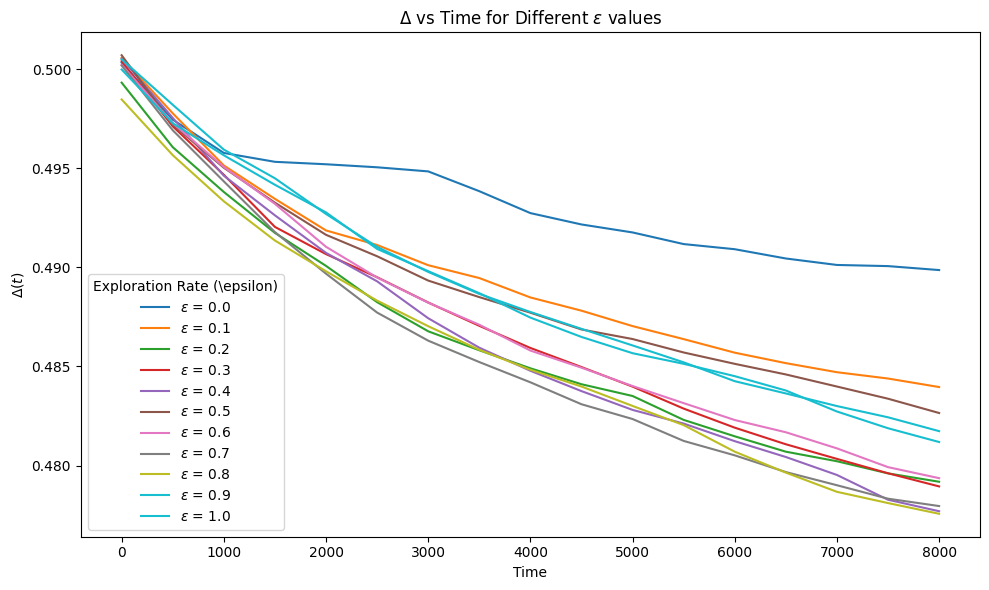 Δ vs Time for Different ε values
Δ(t)
0.500
0.495
0.490
0.485
0.480
Exploration Rate (\epsilon)
ε = 0.0
ε = 0.1
ε = 0.2
ε = 0.3
ε = 0.4
ε = 0.5
ε = 0.6
ε = 0.7
ε = 0.8
ε = 0.9
ε = 1.0
0 1000 2000 3000 4000 5000 6000 7000 8000
Time